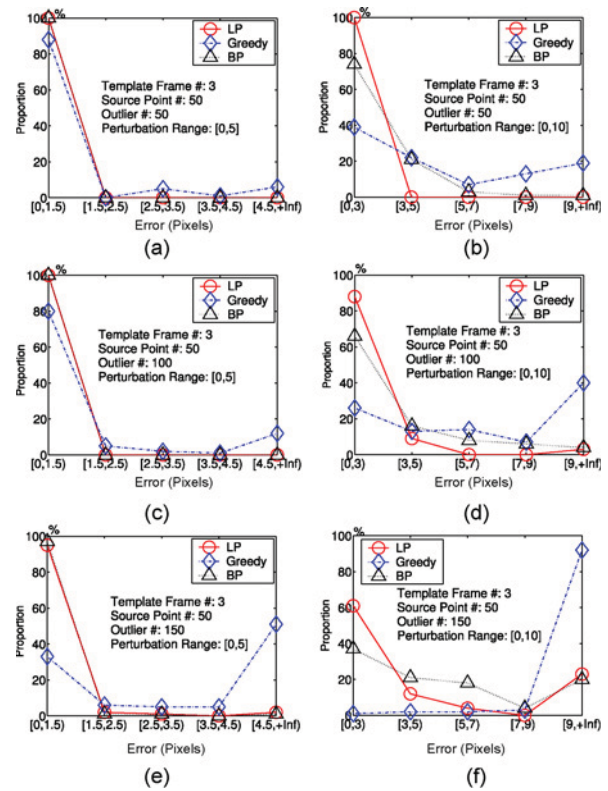 %
100
80
60
40
20
0
Proportion
LP
Greedy
BP
Template Frame #: 3
Source Point #: 50
Outlier #: 50
Perturbation Range: [0,5]
[0,1.5) [1.5,2.5) [2.5,3.5) [3.5,4.5) [4.5,+Inf)
Error (Pixels)
(a)
%
100
80
60
40
20
0
Proportion
LP
Greedy
BP
Template Frame #: 3
Source Point #: 50
Outlier #: 50
Perturbation Range: [0,10]
[0,3) [3,5) [5,7) [7,9) [9,+Inf)
Error (Pixels)
(b)
%
100
80
60
40
20
0
Proportion
LP
Greedy
BP
Template Frame #: 3
Source Point #: 50
Outlier #: 100
Perturbation Range: [0,5]
[0,1.5) [1.5,2.5) [2.5,3.5) [3.5,4.5) [4.5,+Inf)
Error (Pixels)
(c)
%
100
80
60
40
20
0
Proportion
LP
Greedy
BP
Template Frame #: 3
Source Point #: 50
Outlier #: 100
Perturbation Range: [0,10]
[0,3) [3,5) [5,7) [7,9) [9,+Inf)
Error (Pixels)
(d)
%
100
80
60
40
20
0
Proportion
LP
Greedy
BP
Template Frame #: 3
Source Point #: 50
Outlier #: 150
Perturbation Range: [0,5]
[0,1.5) [1.5,2.5) [2.5,3.5) [3.5,4.5) [4.5,+Inf)
Error (Pixels)
(e)
%
100
80
60
40
20
0
Proportion
LP
Greedy
BP
Template Frame #: 3
Source Point #: 50
Outlier #: 150
Perturbation Range: [0,10]
[0,3) [3,5) [5,7) [7,9) [9,+Inf)
Error (Pixels)
(f)